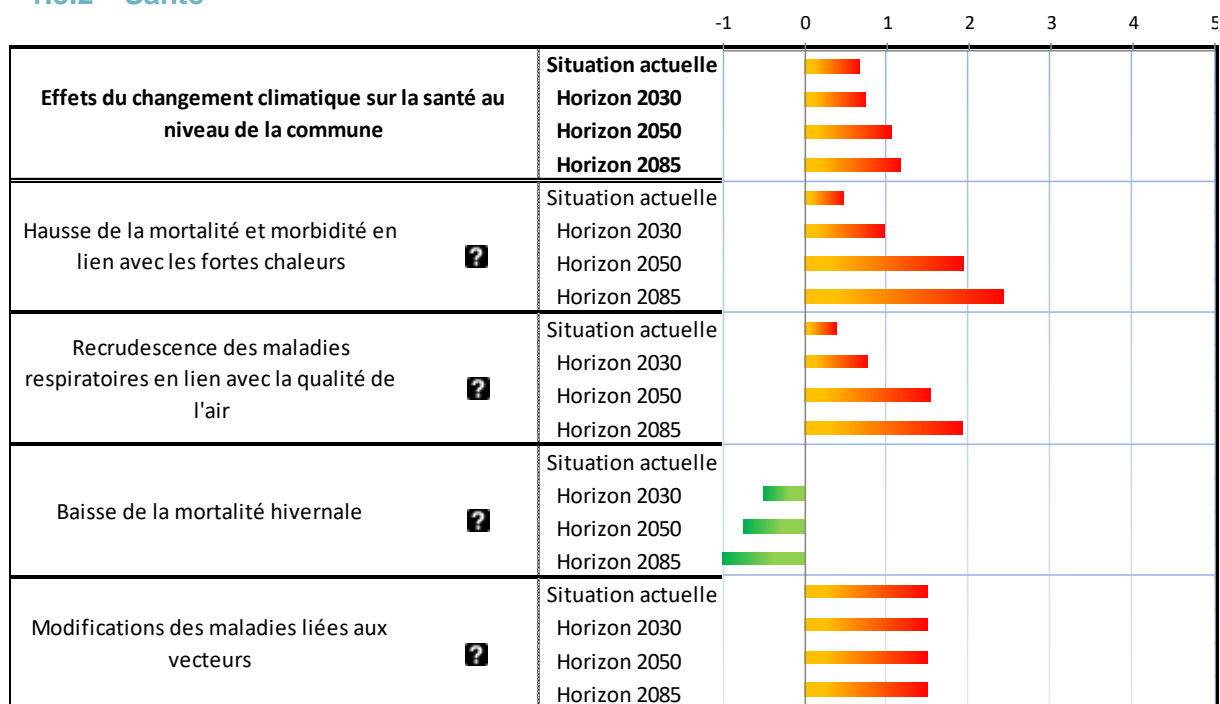 Santé
-1 0 1 2 3 4 5
Effets du changement climatique sur la santé au
niveau de la commune
Situation actuelle
Horizon 2030
Horizon 2050
Horizon 2085
Hausse de la mortalité et morbidité en
lien avec les fortes chaleurs
?
Situation actuelle
Horizon 2030
Horizon 2050
Horizon 2085
Recrudescence des maladies
respiratoires en lien avec la qualité de
l'air
?
Situation actuelle
Horizon 2030
Horizon 2050
Horizon 2085
Baisse de la mortalité hivernale
?
Situation actuelle
Horizon 2030
Horizon 2050
Horizon 2085
Modifications des maladies liées aux
vecteurs
?
Situation actuelle
Horizon 2030
Horizon 2050
Horizon 2085